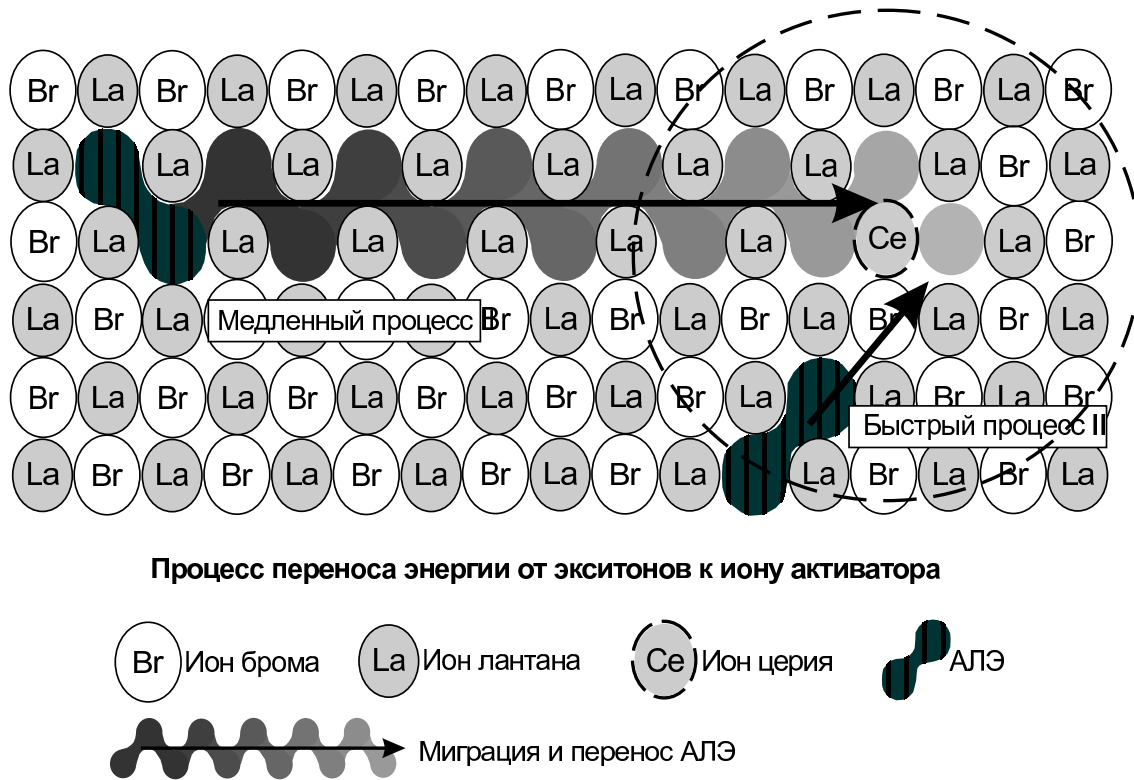 Br La Br La Br La Br La Br La Br La Br La Br La Br
La La La La La La La La Br La
Br La La La La La La Ce La Br
La Br La Медленный процесс II Br La Br La Br La Br La Br La
Br La Br La Br La Br La Br La Br La La Br La Br
Быстрый процесс II
La Br La Br La Br La Br La Br La La Br La Br La
Процесс переноса энергии от экситонов к иону активатора
Br Ион брома La Ион лантана Ce Ион церия АЛЭ
Миграция и перенос АЛЭ